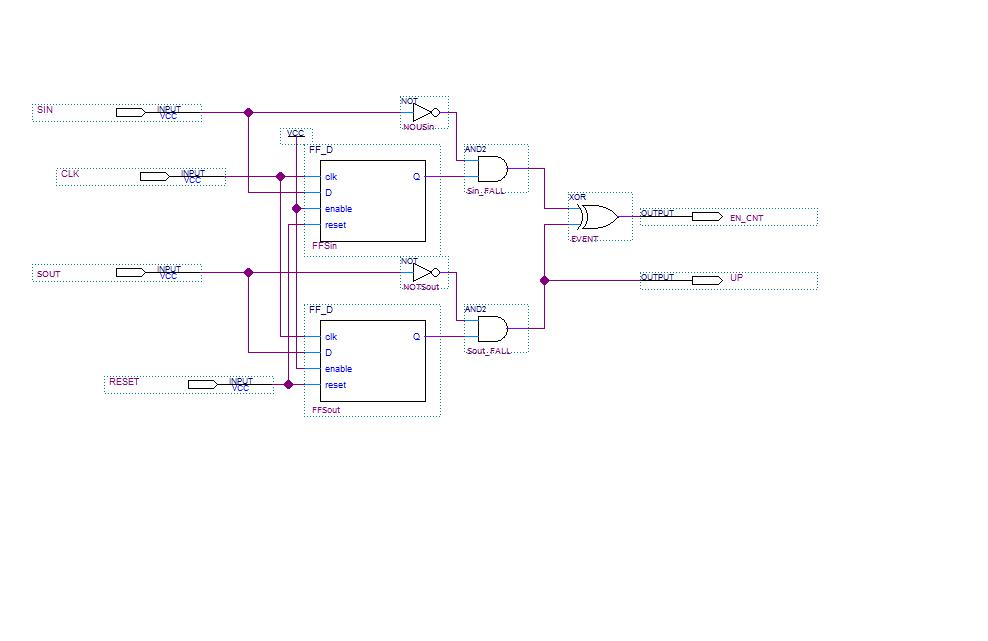 SIN
INPUT
VCC
NOT
NOUSin
VCC
FF_D
AND2
CLK
INPUT
VCC
clk
Q
D
enable
reset
FFSin
Sin_FALL
XOR
EVENT
OUTPUT
EN_CNT
SOUT
INPUT
VCC
NOT
NOTSout
OUTPUT
UP
FF_D
AND2
clk
Q
D
enable
reset
FFSout
Sout_FALL
RESET
INPUT
VCC